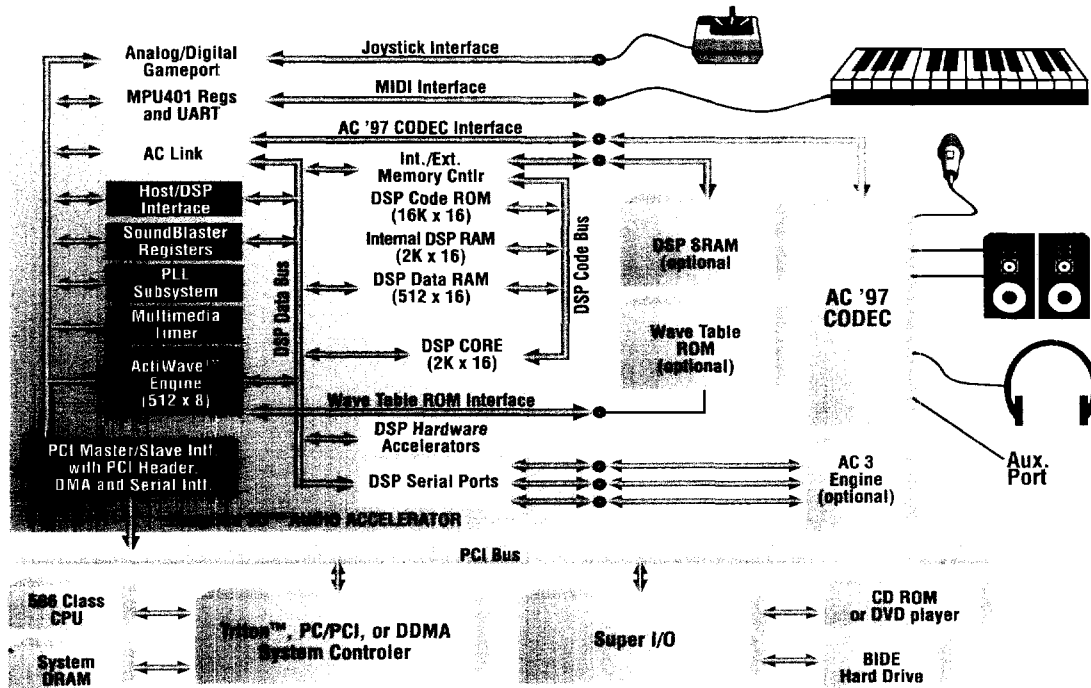 Joystick Interface
Analog/Digital
Gameport
MIDI Interface
MPU401 Regs
and UART
AC '97 CODEC Interface
AC Link
Int./Ext.
Memory Cntlr
Host/DSP
Interface
DSP Code ROM
(16K x 16)
SoundBlaster
Registers
Internal DSP RAM
(2K x 16)
PLL
Subsystem
DSP Data RAM
(512 x 16)
Multimedia
Timer
DSP Data Bus
DSP Code Bus
DSP CORE
(2K x 16)
ActiWave™
Engine
(512 x 8)
Wave Table ROM Interface
DSP SRAM
(optional
Wave Table
ROM
(optional)
AC '97
CODEC
DSP Hardware
Accelerators
PCI Master/Slave Intf.
with PCI Header,
DMA and Serial Intf.
DSP Serial Ports
AC 3
Engine
(optional)
Aux.
Port
AUDIO ACCELERATOR
PCI Bus
586 Class
CPU
Triton™, PC/PCI, or DDMA
System Controler
Super I/O
CD ROM
or DVD player
System
DRAM
BIDE
Hard Drive